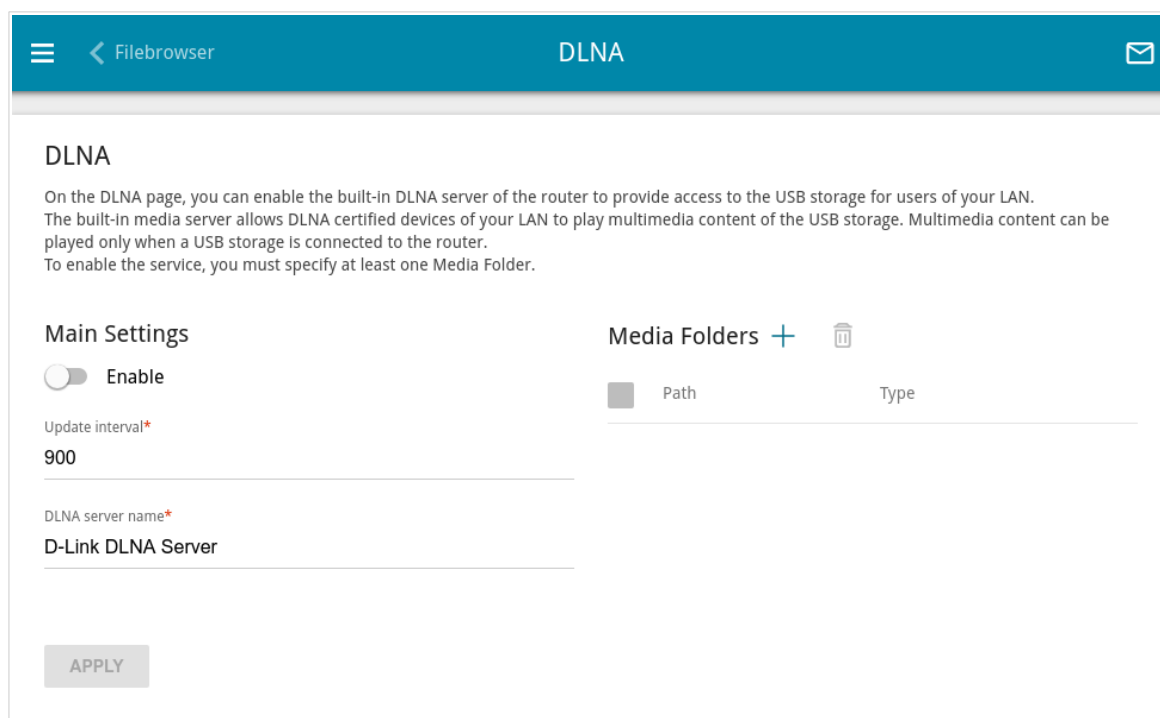 Filebrowser
DLNA
DLNA
On the DLNA page, you can enable the built-in DLNA server of the router to provide access to the USB storage for users of your LAN.
The built-in media server allows DLNA certified devices of your LAN to play multimedia content of the USB storage. Multimedia content can be
played only when a USB storage is connected to the router.
To enable the service, you must specify at least one Media Folder.
Main Settings
Enable
Update interval*
900
DLNA server name*
D-Link DLNA Server
APPLY
Media Folders
Path Type